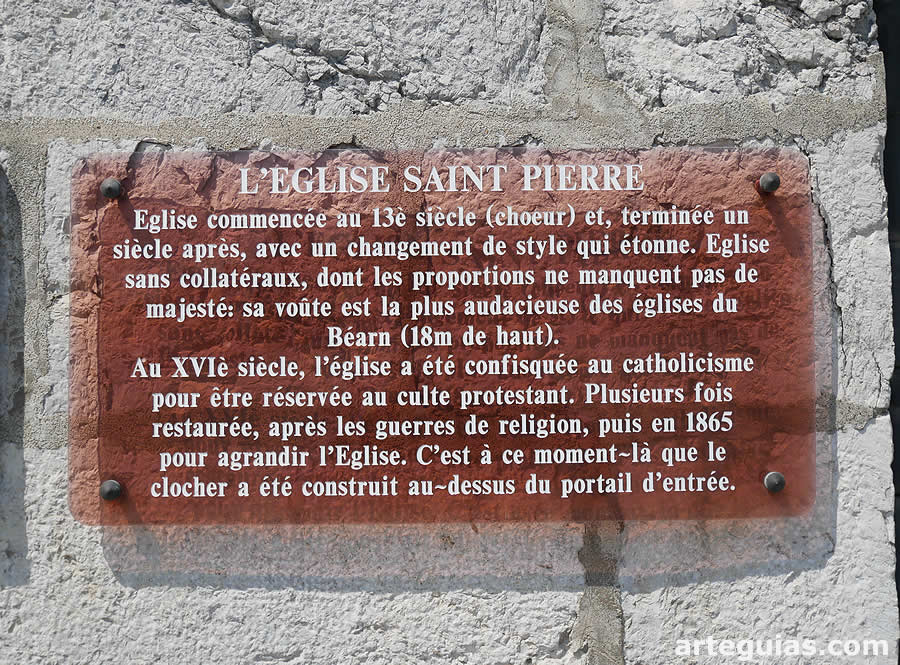 L'EGLISE SAINT PIERRE
Eglise commencée au 13è siècle (choeur) et, terminée un
siècle après, avec un changement de style qui étonne. Eglise
sans collatéraux, dont les proportions ne manquent pas de
majesté: sa voûte est la plus audacieuse des églises du
Béarn (18m de haut).
Au XVIè siècle, l'église a été confisquée au catholicisme
pour être réservée au culte protestant. Plusieurs fois
restaurée, après les guerres de religion, puis en 1865
pour agrandir l'Eglise. C'est à ce moment~là que le
clocher a été construit au~dessus du portail d'entrée.
arteguias.com